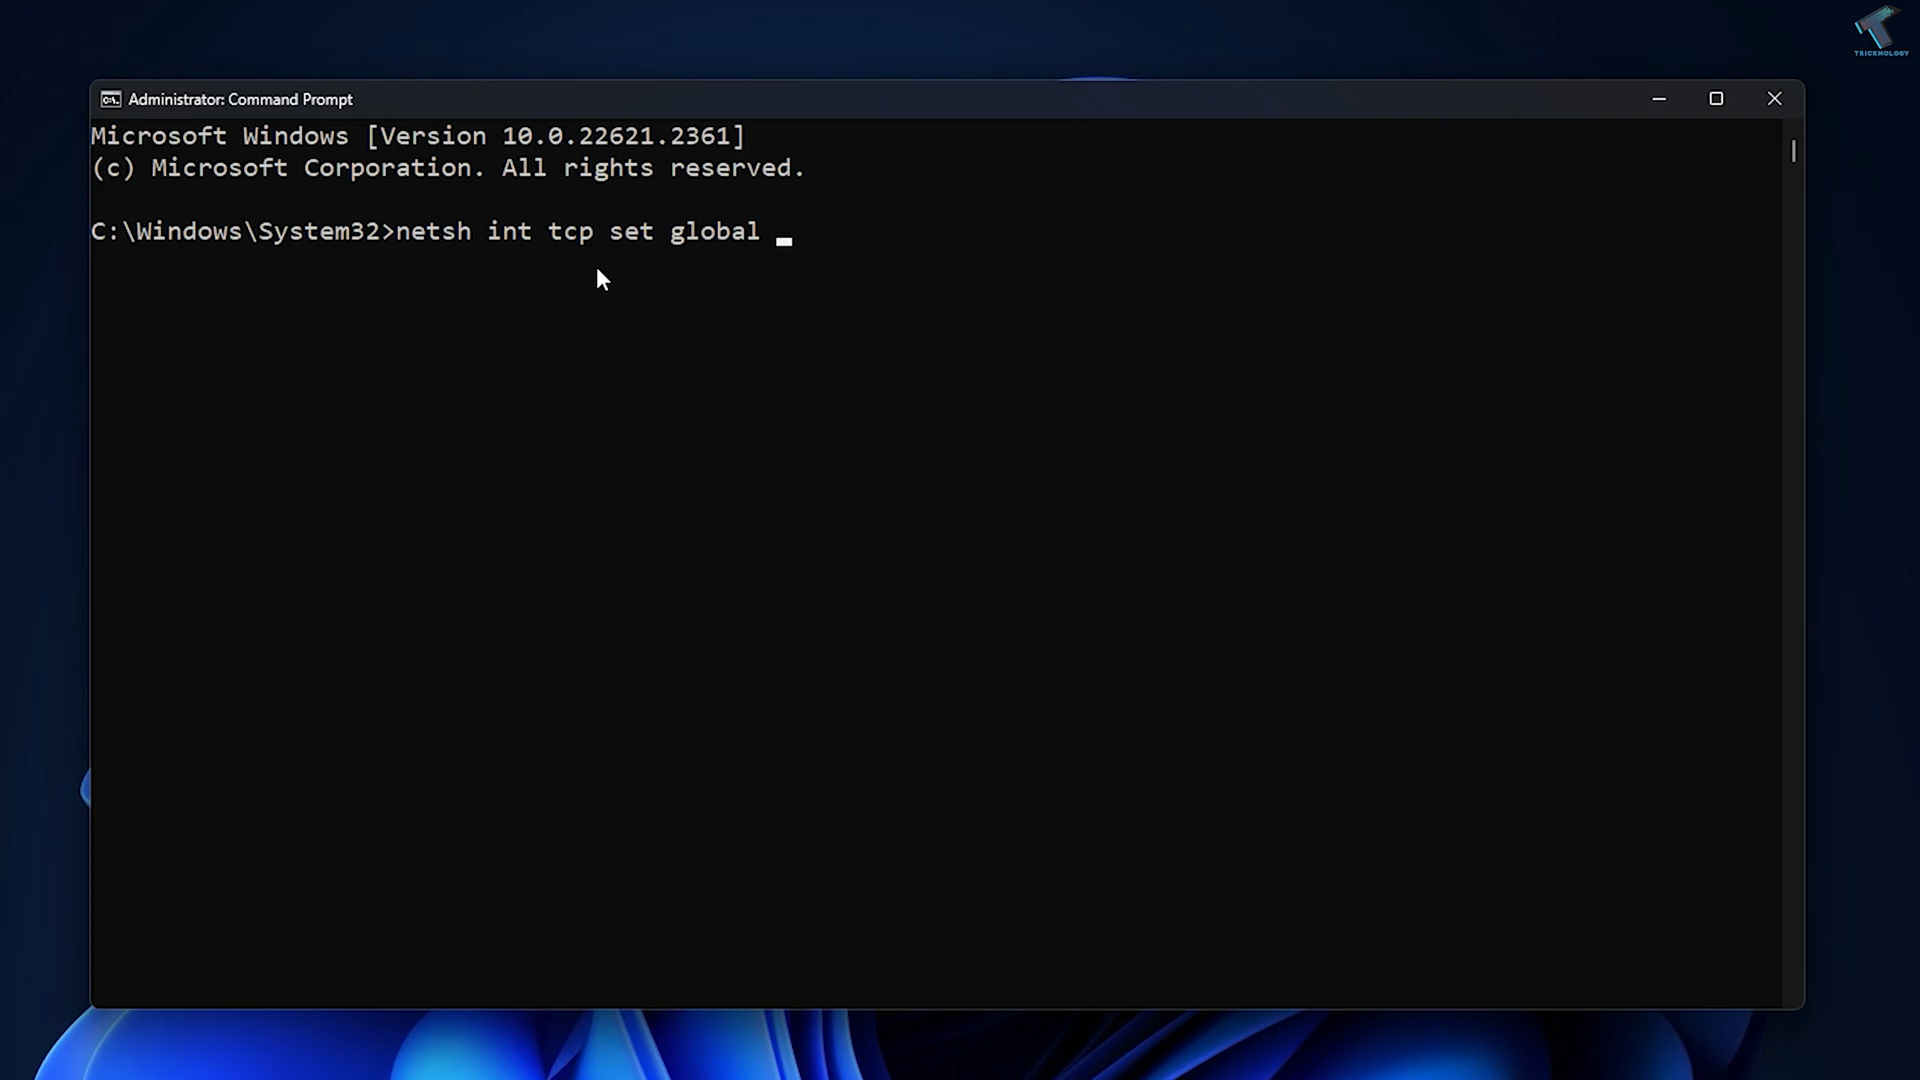 TRICKNOLOGY
Administrator: Command Prompt
Microsoft Windows [Version 10.0.22621.2361]
(c) Microsoft Corporation. All rights reserved.
C:\Windows\System32>netsh int tcp set global